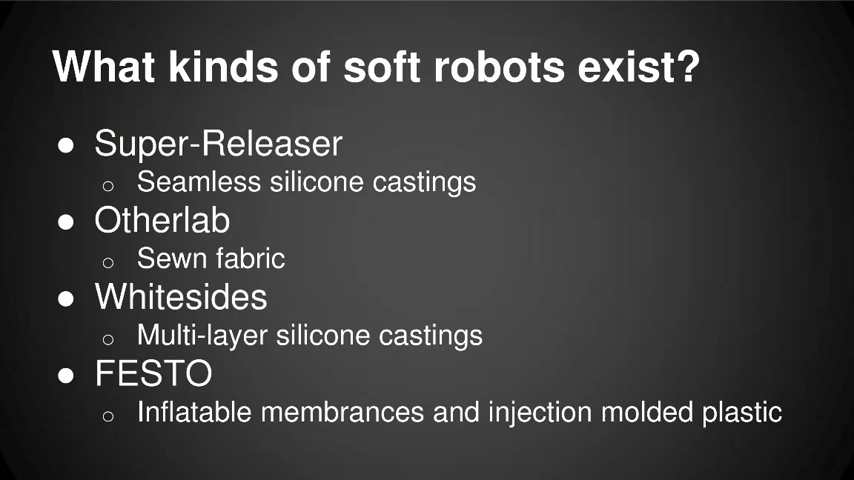 What kinds of soft robots exist?
● Super-Releaser
○ Seamless silicone castings
● Otherlab
○ Sewn fabric
● Whitesides
○ Multi-layer silicone castings
● FESTO
○ Inflatable membrances and injection molded plastic